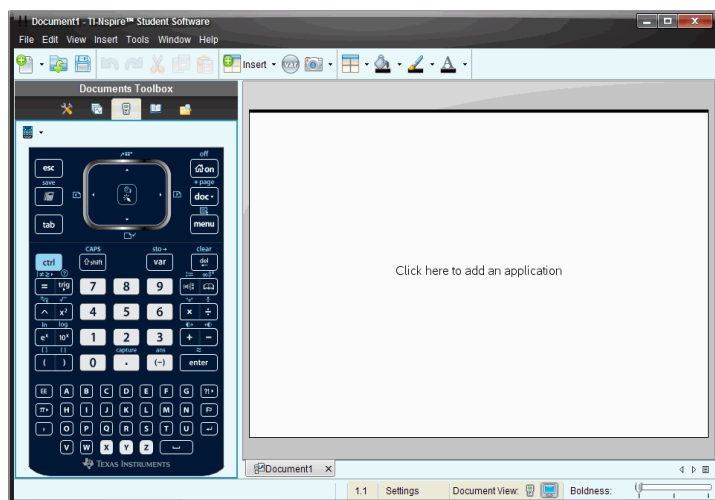 Document1 - TI-Nspire™ Student Software
File Edit View Insert Tools Window Help
Insert
VAR
Documents Toolbox
off
esc
on
save
+ page
doc
tab
menu
CAPS
sto→
clear
ctrl
shift
var
del
= trig 7 8 9
^ x² 4 5 6 × ÷
ln log
eˣ 10ˣ 1 2 3 + −
capture ans
( ) 0 . (−) enter
EE A B C D E F G ?!
π H I J K L M N
, O P Q R S T U
V W X Y Z
TEXAS INSTRUMENTS
Click here to add an application
Document1
1.1 Settings Document View: Boldness: